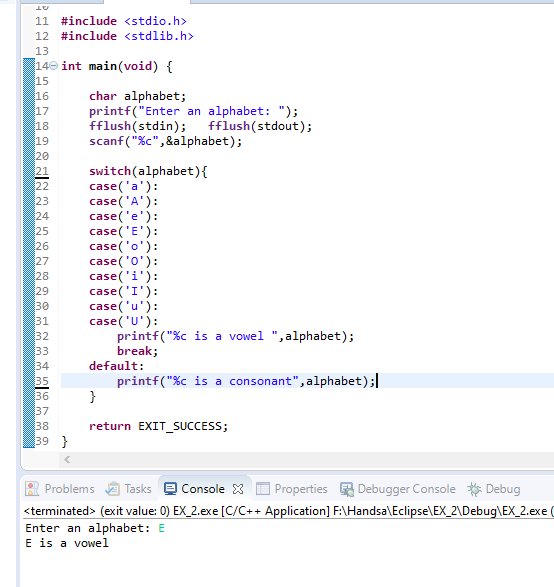 10
11 #include <stdio.h>
12 #include <stdlib.h>
13
14 int main(void) {
15
16     char alphabet;
17     printf("Enter an alphabet: ");
18     fflush(stdin);   fflush(stdout);
19     scanf("%c",&alphabet);
20
21     switch(alphabet){
22     case('a'):
23     case('A'):
24     case('e'):
25     case('E'):
26     case('o'):
27     case('O'):
28     case('i'):
29     case('I'):
30     case('u'):
31     case('U'):
32         printf("%c is a vowel ",alphabet);
33         break;
34     default:
35         printf("%c is a consonant",alphabet);
36     }
37
38     return EXIT_SUCCESS;
39 }
Problems Tasks Console Properties Debugger Console Debug
<terminated> (exit value: 0) EX_2.exe [C/C++ Application] F:\Handsa\Eclipse\EX_2\Debug\EX_2.exe (
Enter an alphabet: E
E is a vowel